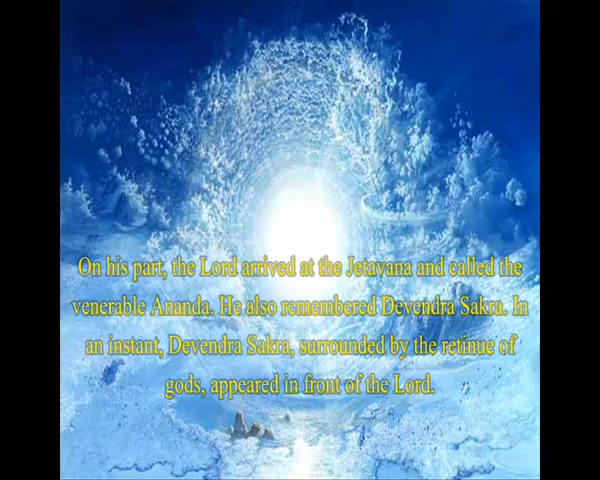 On his part, the Lord arrived at the Jetavana and called the
venerable Ananda. He also remembered Devendra Sakra. In
an instant, Devendra Sakra, surrounded by the retinue of
gods, appeared in front of the Lord.